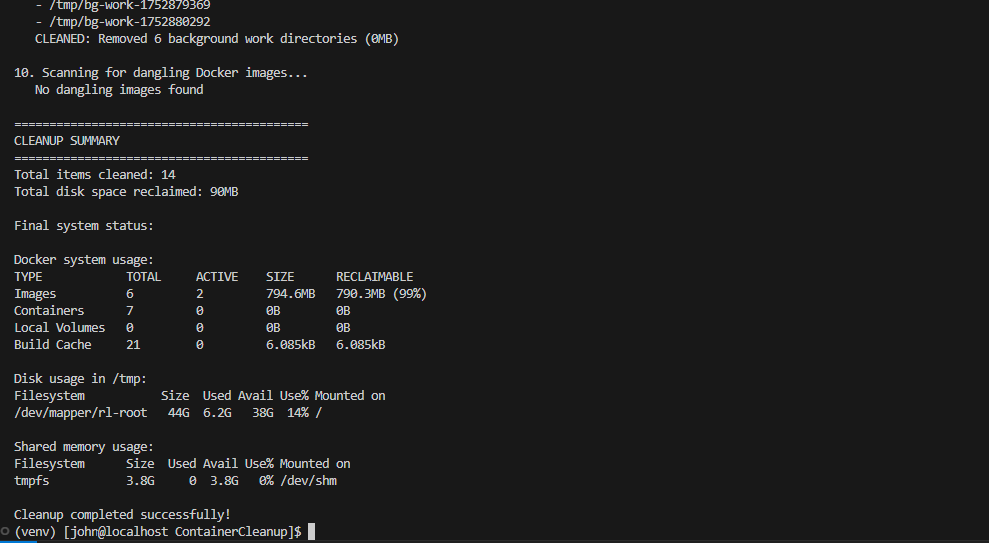 - /tmp/bg-work-1752879369
- /tmp/bg-work-1752880292
CLEANED: Removed 6 background work directories (0MB)
10. Scanning for dangling Docker images...
No dangling images found
==========================================
CLEANUP SUMMARY
==========================================
Total items cleaned: 14
Total disk space reclaimed: 90MB
Final system status:
Docker system usage:
TYPE TOTAL ACTIVE SIZE RECLAIMABLE
Images 6 2 794.6MB 790.3MB (99%)
Containers 7 0 0B 0B
Local Volumes 0 0 0B 0B
Build Cache 21 0 6.085kB 6.085kB
Disk usage in /tmp:
Filesystem Size Used Avail Use% Mounted on
/dev/mapper/rl-root 44G 6.2G 38G 14% /
Shared memory usage:
Filesystem Size Used Avail Use% Mounted on
tmpfs 3.8G 0 3.8G 0% /dev/shm
Cleanup completed successfully!
(venv) [john@localhost ContainerCleanup]$